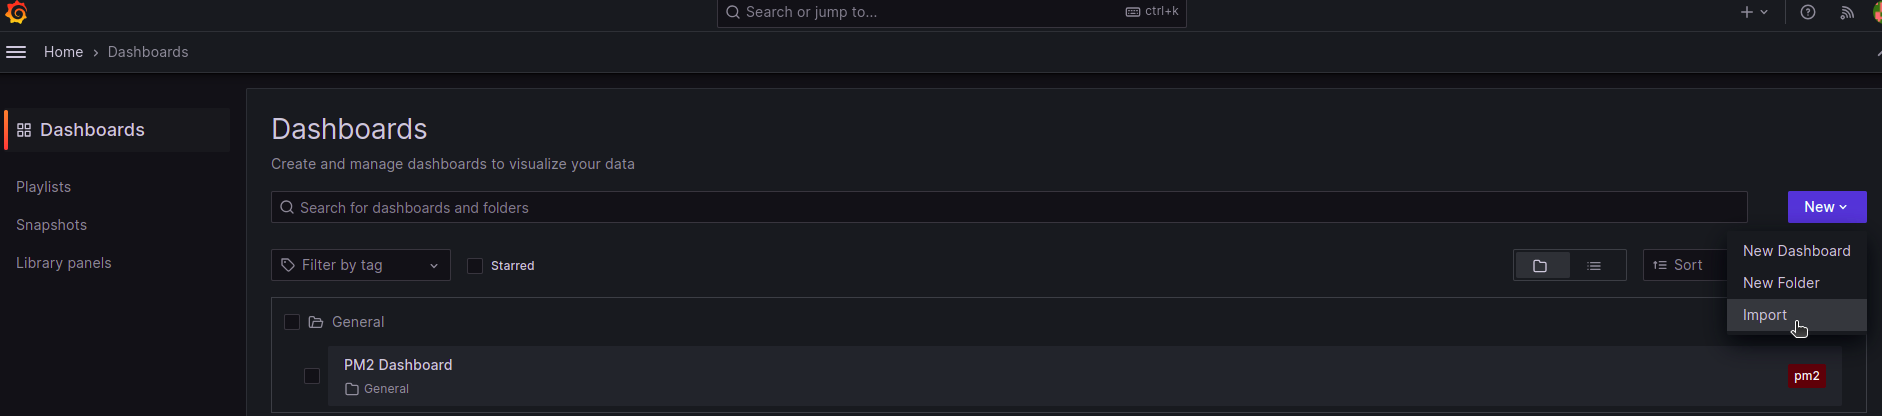 Search or jump to... ctrl+k
Home › Dashboards
Dashboards
Playlists
Snapshots
Library panels
Dashboards
Create and manage dashboards to visualize your data
Search for dashboards and folders
New
Filter by tag
Starred
Sort
New Dashboard
New Folder
Import
General
PM2 Dashboard
General
pm2